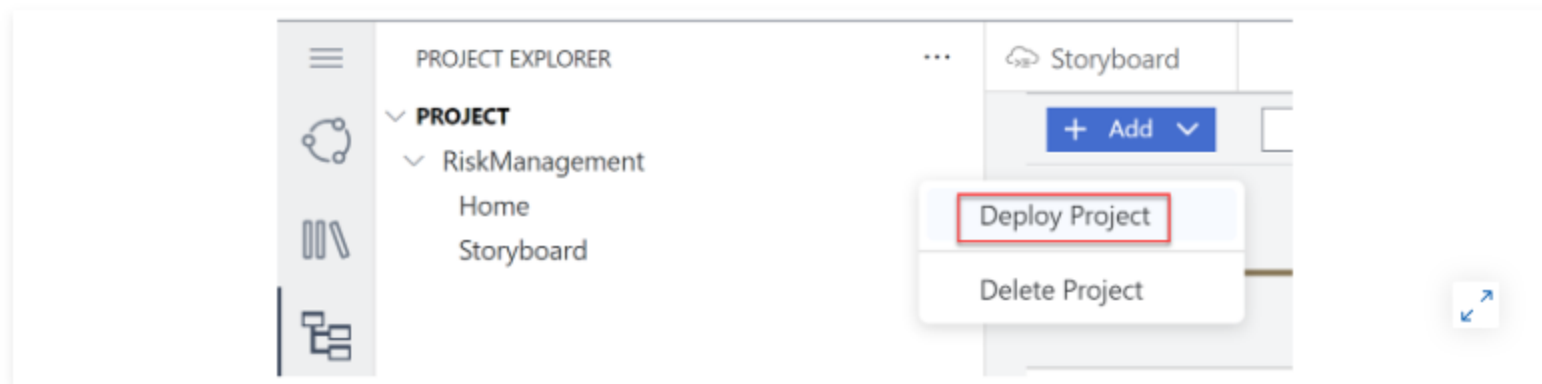 PROJECT EXPLORER
...
Storyboard
PROJECT
+ Add
RiskManagement
Home
Storyboard
Deploy Project
Delete Project